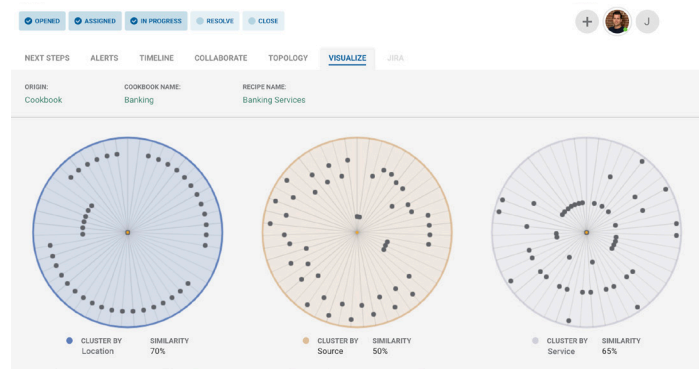 OPENED ASSIGNED IN PROGRESS RESOLVE CLOSE
J
NEXT STEPS ALERTS TIMELINE COLLABORATE TOPOLOGY VISUALIZE JIRA
ORIGIN: COOKBOOK NAME: RECIPE NAME:
Cookbook Banking Banking Services
CLUSTER BY SIMILARITY CLUSTER BY SIMILARITY CLUSTER BY SIMILARITY
Location 70% Source 50% Service 65%